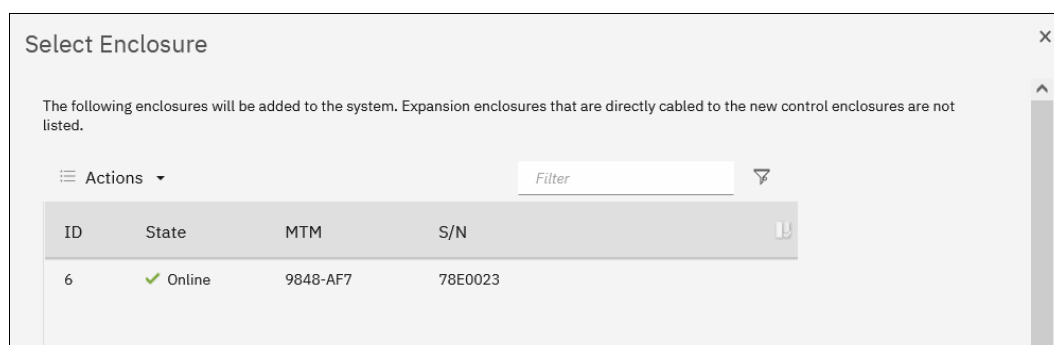 Select Enclosure
The following enclosures will be added to the system. Expansion enclosures that are directly cabled to the new control enclosures are not
listed.
Actions
Filter
ID State MTM S/N
6 Online 9848-AF7 78E0023